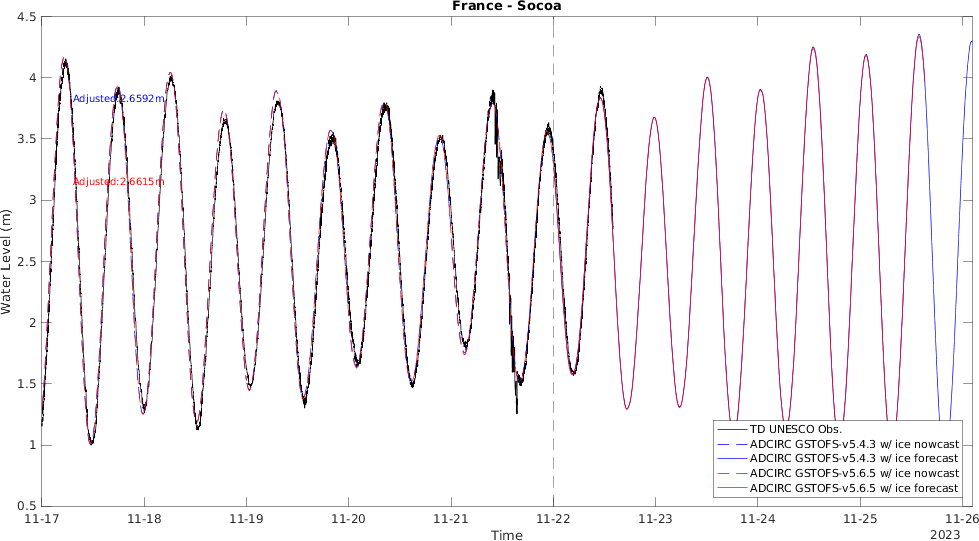 France - Socoa
4.5
4
3.5
3
2.5
2
1.5
1
0.5
Water Level (m)
Adjusted:2.6592m
Adjusted:2.6615m
TD UNESCO Obs.
ADCIRC GSTOFS-v5.4.3 w/ ice nowcast
ADCIRC GSTOFS-v5.4.3 w/ ice forecast
ADCIRC GSTOFS-v5.6.5 w/ ice nowcast
ADCIRC GSTOFS-v5.6.5 w/ ice forecast
11-17 11-18 11-19 11-20 11-21 11-22 11-23 11-24 11-25 11-26
Time
2023